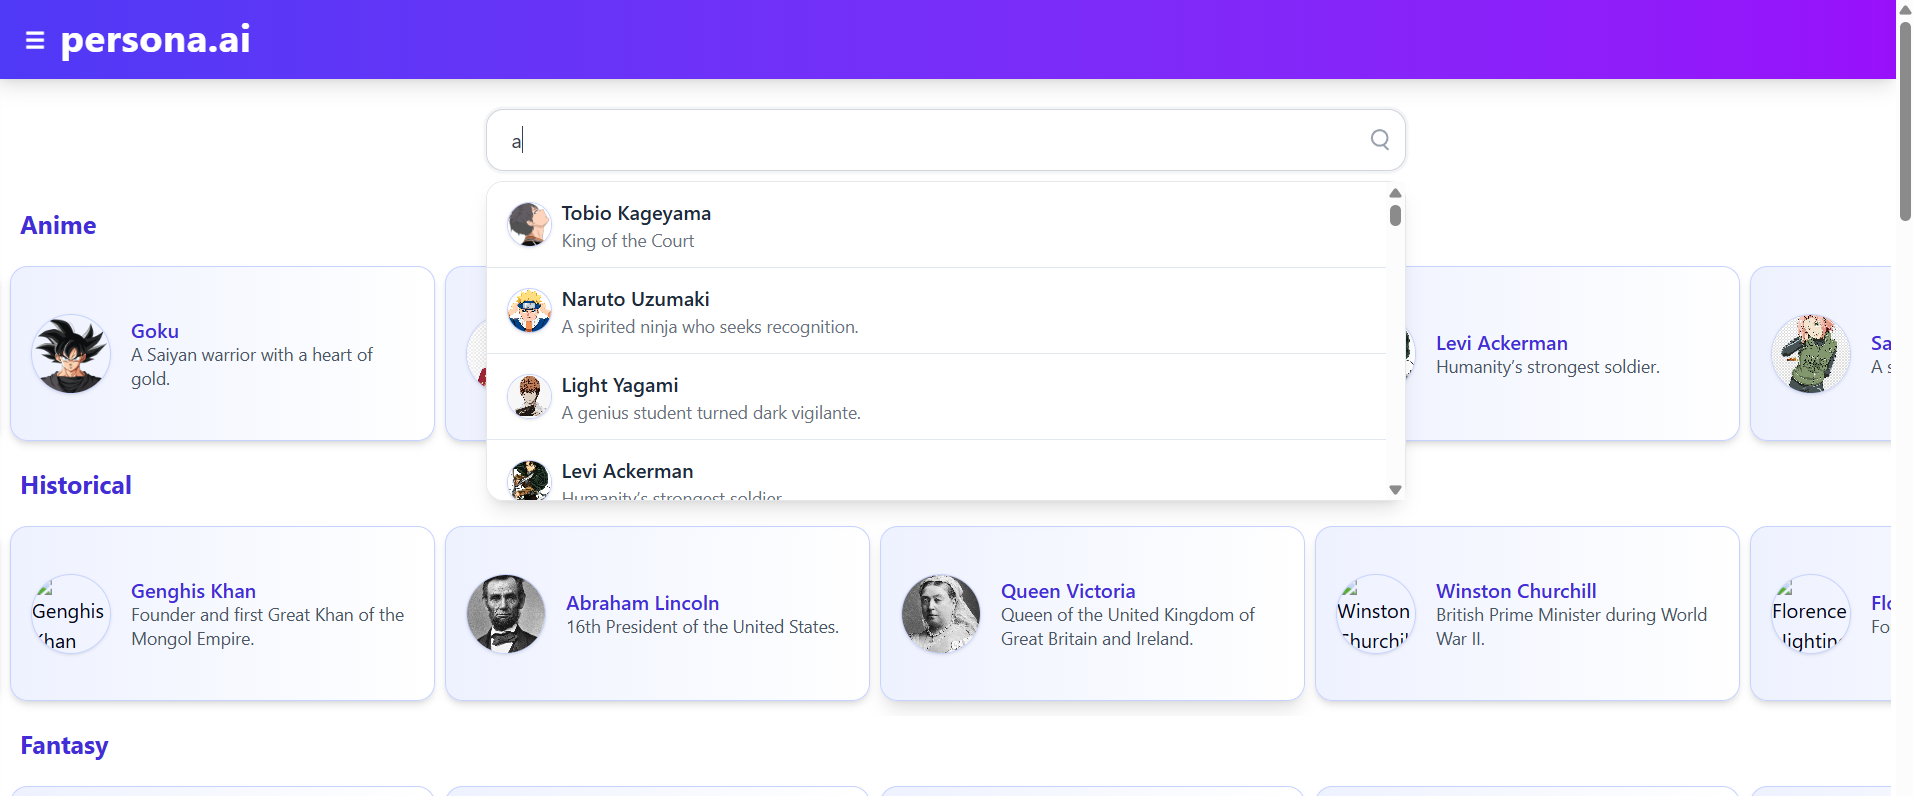 persona.ai
a
Tobio Kageyama
King of the Court
Naruto Uzumaki
A spirited ninja who seeks recognition.
Light Yagami
A genius student turned dark vigilante.
Levi Ackerman
Humanity’s strongest soldier.
Anime
Goku
A Saiyan warrior with a heart of
gold.
Levi Ackerman
Humanity’s strongest soldier.
Sa
A s
Historical
Genghis
Khan
Genghis Khan
Founder and first Great Khan of the
Mongol Empire.
Abraham Lincoln
16th President of the United States.
Queen Victoria
Queen of the United Kingdom of
Great Britain and Ireland.
Winston
Churchil
Winston Churchill
British Prime Minister during World
War II.
Florence
Nightin
Flo
Fo
Fantasy